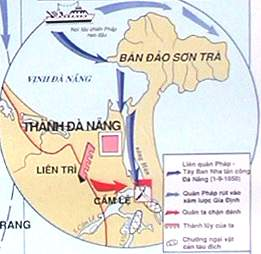 Nơi tàu chiến Pháp
neo đậu
BÁN ĐẢO SƠN TRÀ
VỊNH ĐÀ NẴNG
THÀNH ĐÀ NẴNG
LIÊN TRÌ
CẨM LỆ
Sông Hàn
Liên quân Pháp -
Tây Ban Nha tấn công
Đà Nẵng (1-9-1858)
Quân Pháp rút vào
xâm lược Gia Định
Quân ta chặn đánh
Thành lũy của ta
Chướng ngại vật
cản tàu địch